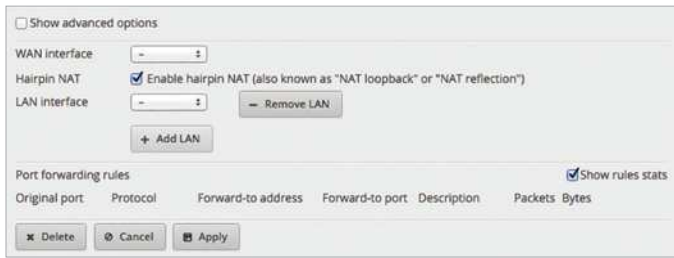 Show advanced options
WAN interface -
Hairpin NAT Enable hairpin NAT (also known as "NAT loopback" or "NAT reflection")
LAN interface - − Remove LAN
+ Add LAN
Port forwarding rules Show rules stats
Original port Protocol Forward-to address Forward-to port Description Packets Bytes
Delete Cancel Apply